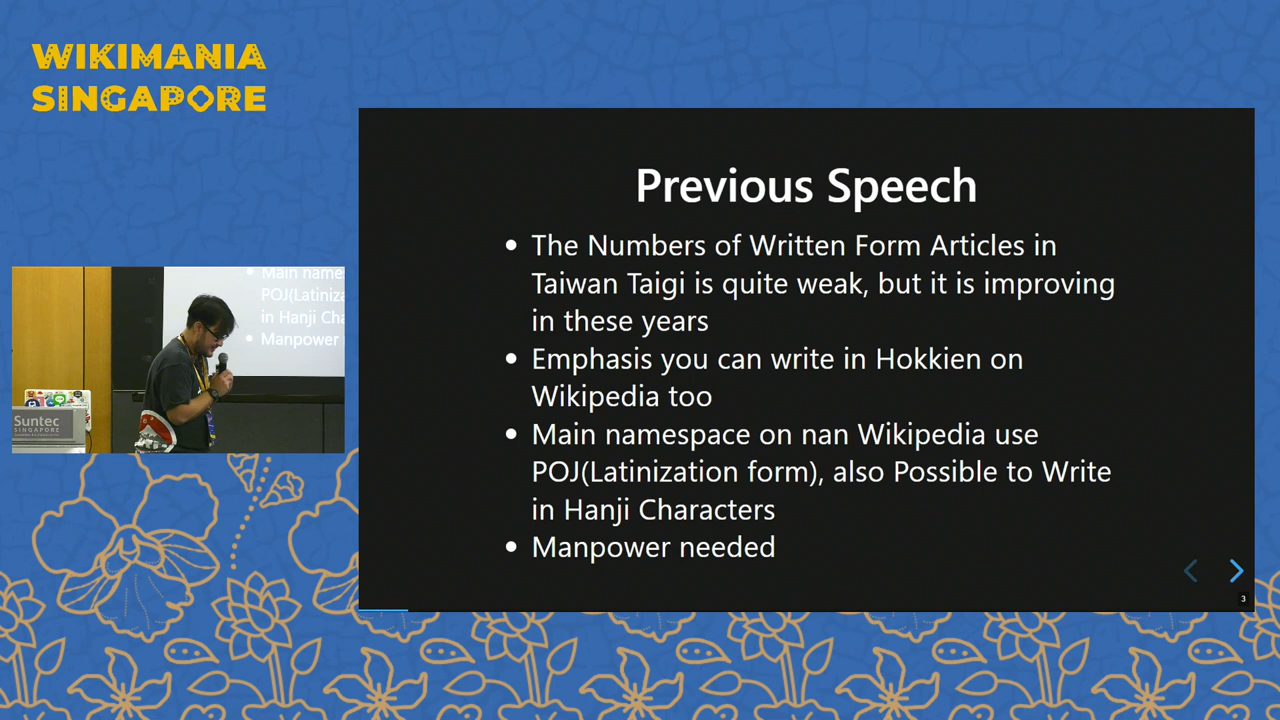 WIKIMANIA
SINGAPORE
Previous Speech
• The Numbers of Written Form Articles in
Taiwan Taigi is quite weak, but it is improving
in these years
• Emphasis you can write in Hokkien on
Wikipedia too
• Main namespace on nan Wikipedia use
POJ(Latinization form), also Possible to Write
in Hanji Characters
• Manpower needed
3
• Main name
POJ(Latiniza
in Hanji Cha
• Manpower
Suntec
SINGAPORE